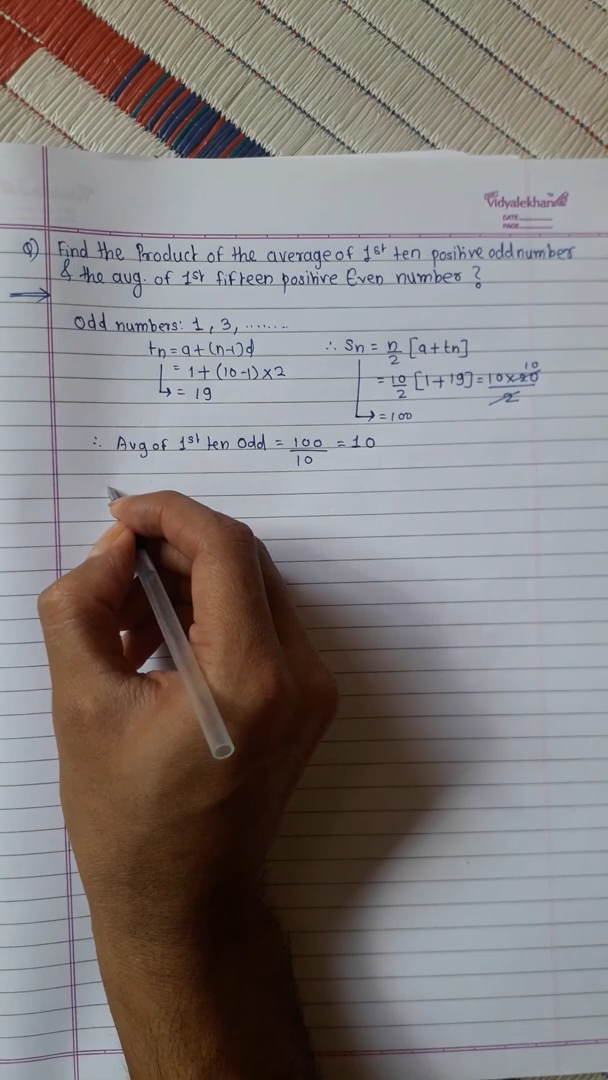 Vidyalekhan
DATE
PAGE
Q) Find the Product of the average of 1st ten positive odd number
& the avg. of 1st fifteen positive Even number?
Odd numbers: 1, 3, ........
tn = a + (n-1)d ∴ Sn = n/2 [a + tn]
= 1 + (10-1) × 2 = 10/2 [1 + 19] = 10 × 20/2 10
= 19 = 100
∴ Avg of 1st ten odd = 100/10 = 10